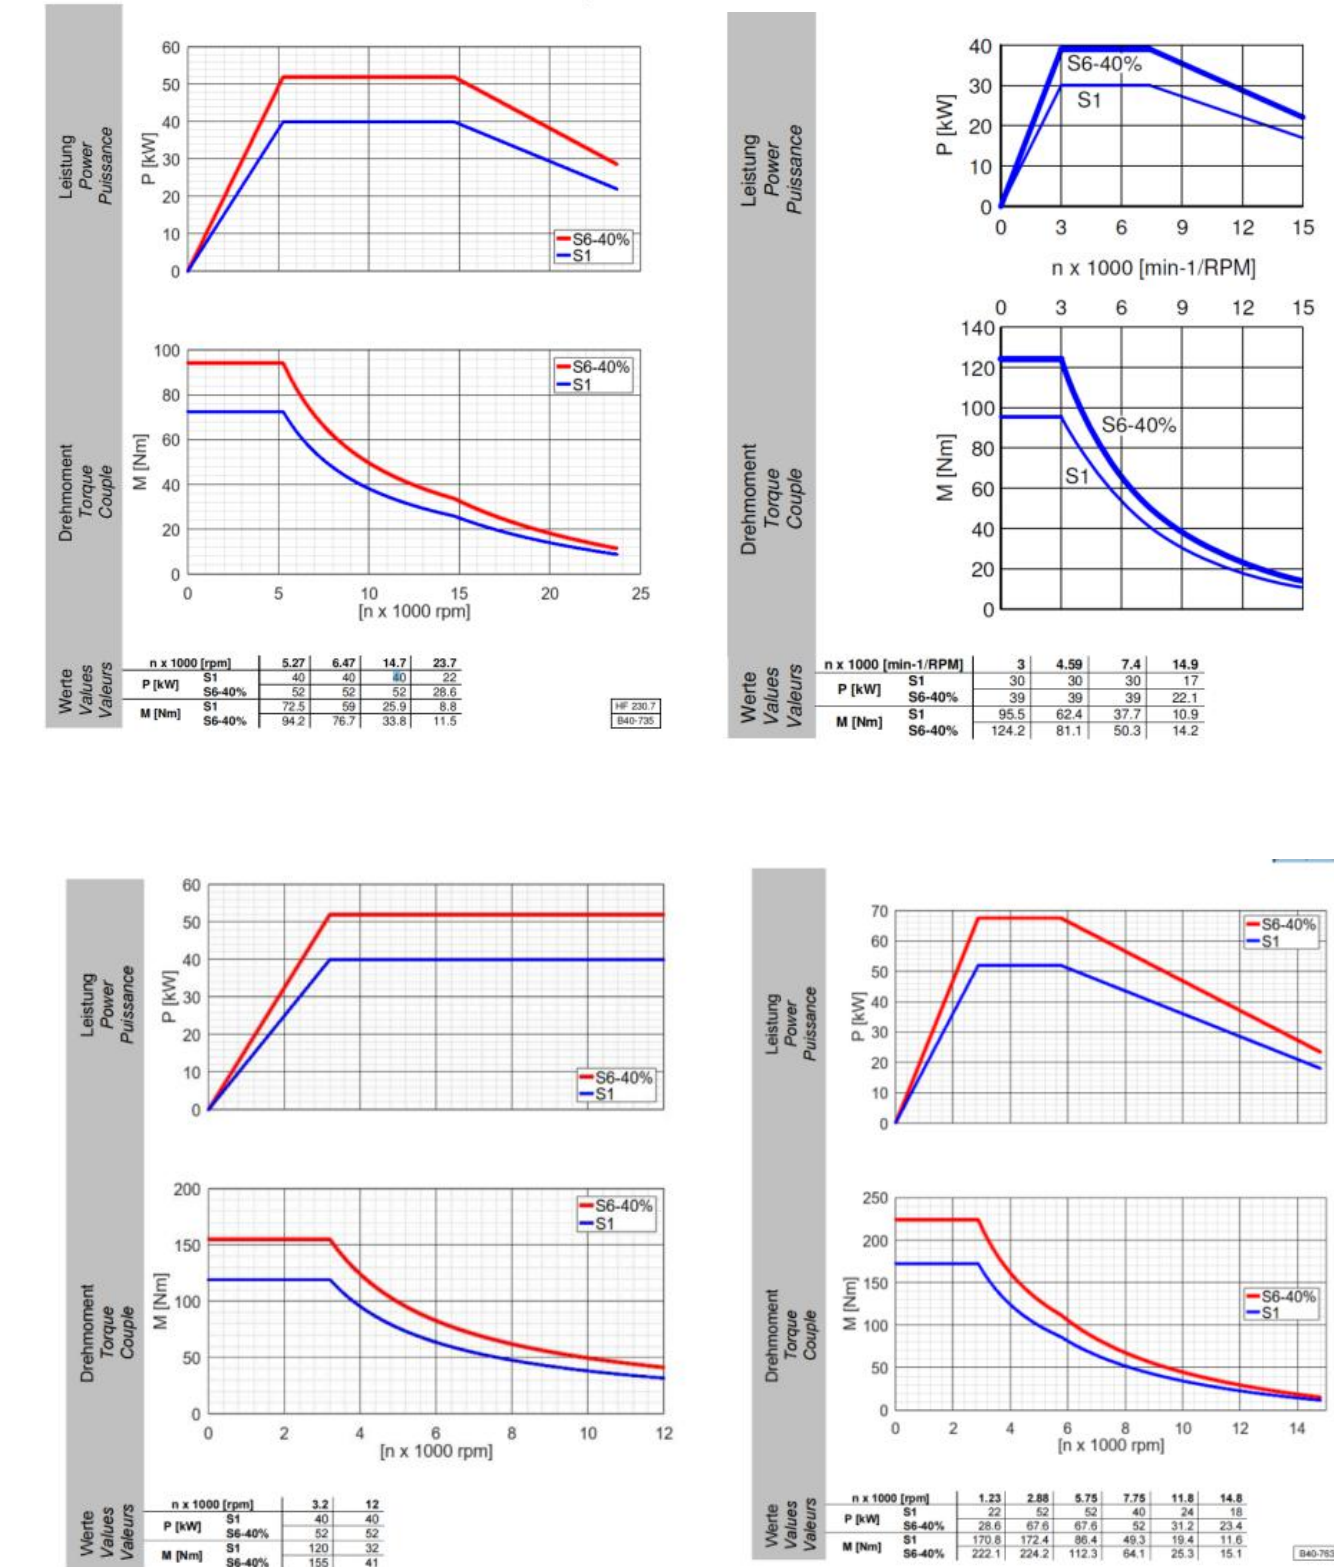 Leistung
Power
Puissance
P [kW]
60
50
40
30
20
10
0
S6-40%
S1
Drehmoment
Torque
Couple
M [Nm]
100
80
60
40
20
0
S6-40%
S1
0 5 10 15 20 25
[n x 1000 rpm]
Werte
Values
Valeurs
n x 1000 [rpm] 5.27 6.47 14.7 23.7
P [kW] S1 40 40 40 22
S6-40% 52 52 52 28.6
M [Nm] S1 72.5 59 25.9 8.8
S6-40% 94.2 76.7 33.8 11.5
HF 230.7
B40-735
Leistung
Power
Puissance
P [kW]
40
30
20
10
0
S6-40%
S1
0 3 6 9 12 15
n x 1000 [min-1/RPM]
0 3 6 9 12 15
Drehmoment
Torque
Couple
M [Nm]
140
120
100
80
60
40
20
0
S6-40%
S1
Werte
Values
Valeurs
n x 1000 [min-1/RPM] 3 4.59 7.4 14.9
P [kW] S1 30 30 30 17
S6-40% 39 39 39 22.1
M [Nm] S1 95.5 62.4 37.7 10.9
S6-40% 124.2 81.1 50.3 14.2
Leistung
Power
Puissance
P [kW]
60
50
40
30
20
10
0
S6-40%
S1
Drehmoment
Torque
Couple
M [Nm]
200
150
100
50
0
S6-40%
S1
0 2 4 6 8 10 12
[n x 1000 rpm]
Werte
Values
Valeurs
n x 1000 [rpm] 3.2 12
P [kW] S1 40 40
S6-40% 52 52
M [Nm] S1 120 32
S6-40% 155 41
Leistung
Power
Puissance
P [kW]
70
60
50
40
30
20
10
0
S6-40%
S1
Drehmoment
Torque
Couple
M [Nm]
250
200
150
100
50
0
S6-40%
S1
0 2 4 6 8 10 12 14
[n x 1000 rpm]
Werte
Values
Valeurs
n x 1000 [rpm] 1.23 2.88 5.75 7.75 11.8 14.8
P [kW] S1 22 52 52 40 24 18
S6-40% 28.6 67.6 67.6 52 31.2 23.4
M [Nm] S1 170.8 172.4 86.4 49.3 19.4 11.6
S6-40% 222.1 224.2 112.3 64.1 25.3 15.1
B40-763